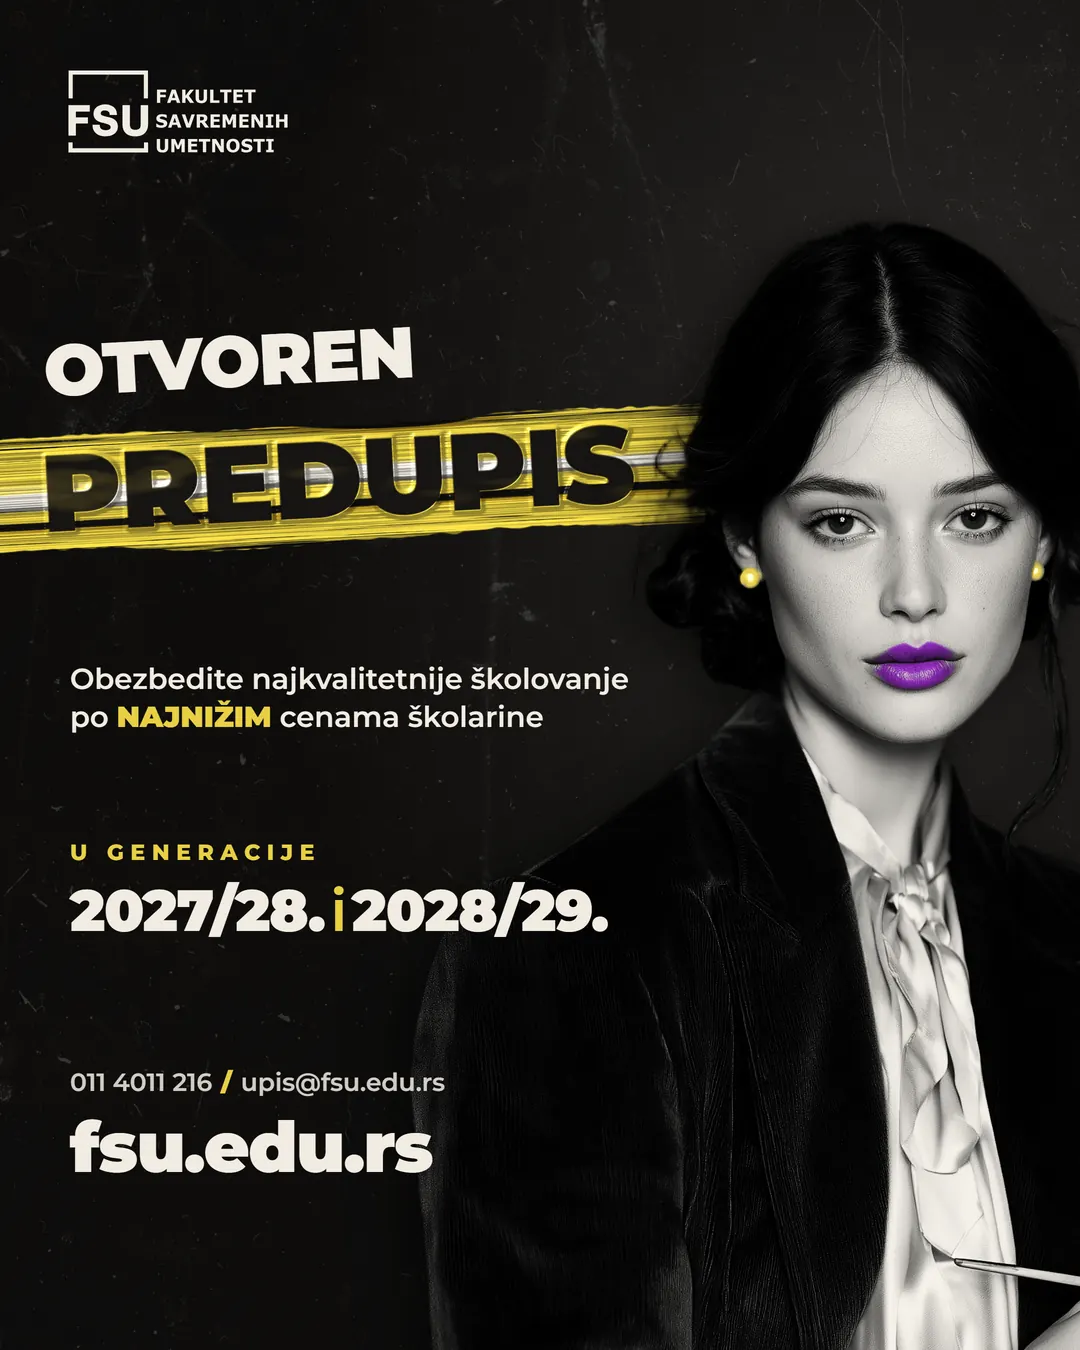 FSU
FAKULTET
SAVREMENIH
UMETNOSTI
OTVOREN
PREDUPIS
Obezbedite najkvalitetnije školovanje
po NAJNIŽIM cenama školarine
U GENERACIJE
2027/28. i 2028/29.
011 4011 216 / upis@fsu.edu.rs
fsu.edu.rs